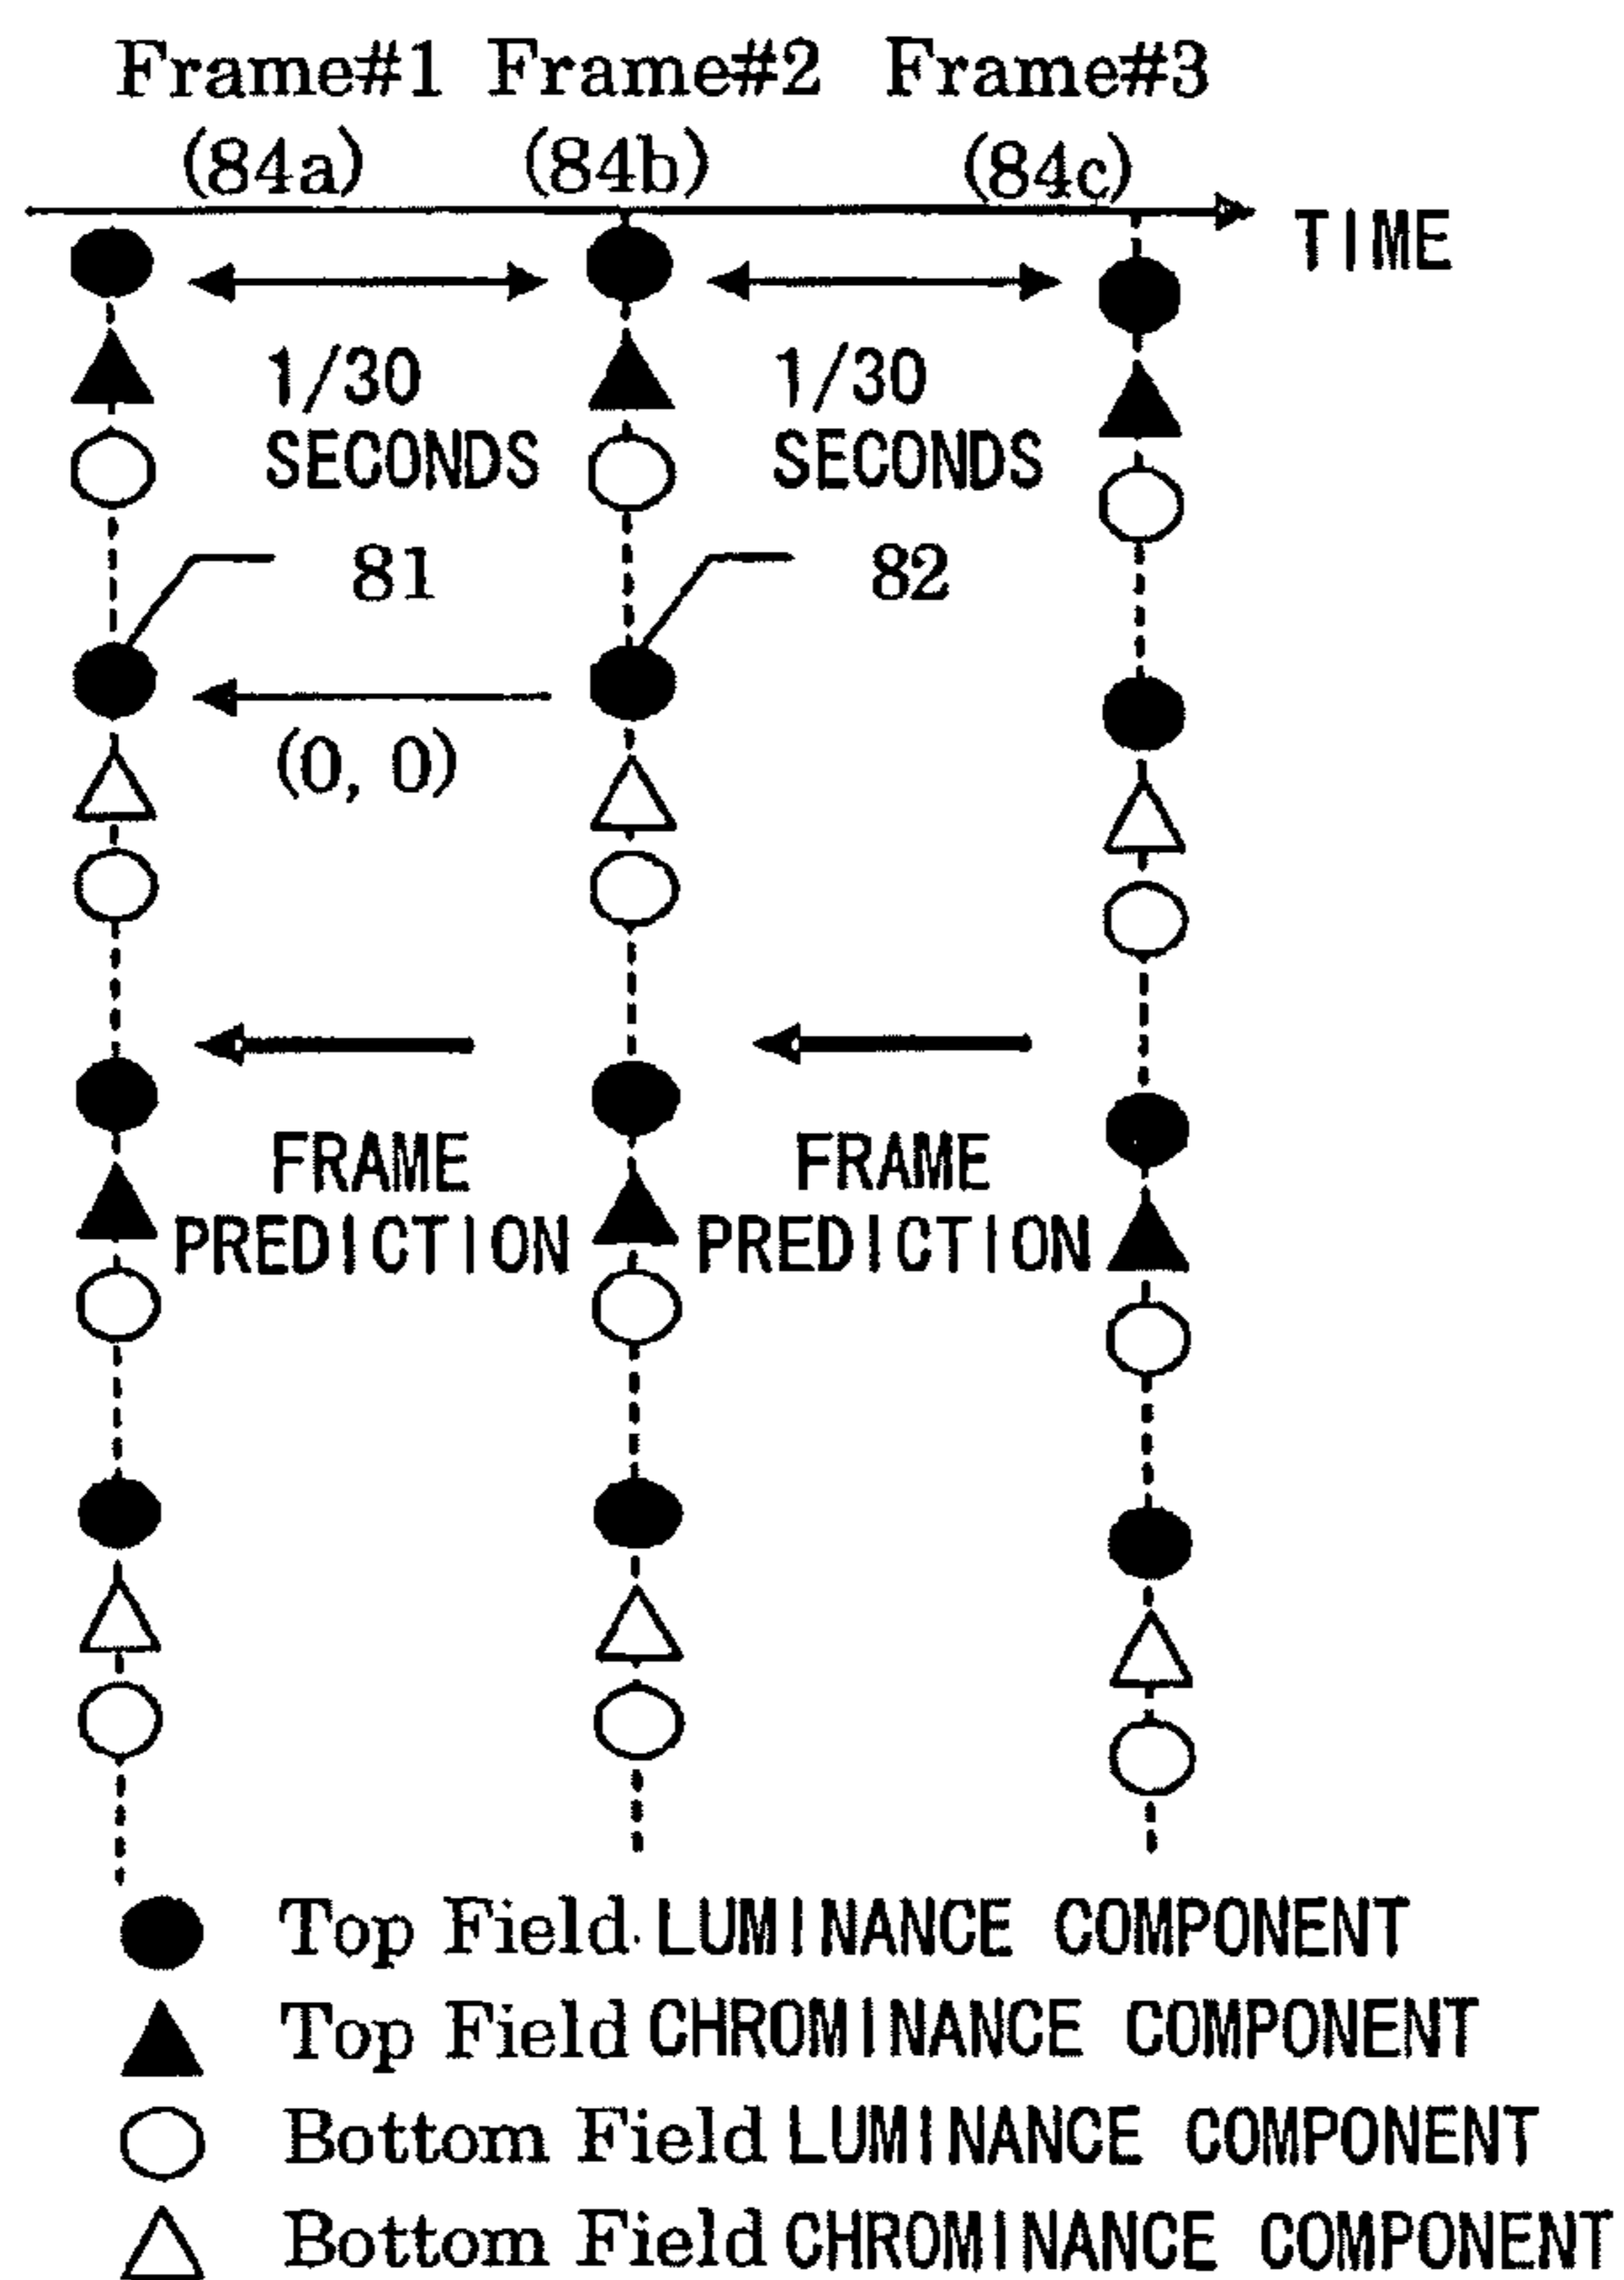 Frame#1 Frame#2 Frame#3
(84a) (84b) (84c)
TIME
1/30 1/30
SECONDS SECONDS
81 82
(0, 0)
FRAME FRAME
PREDICTION PREDICTION
Top Field LUMINANCE COMPONENT
Top Field CHROMINANCE COMPONENT
Bottom Field LUMINANCE COMPONENT
Bottom Field CHROMINANCE COMPONENT